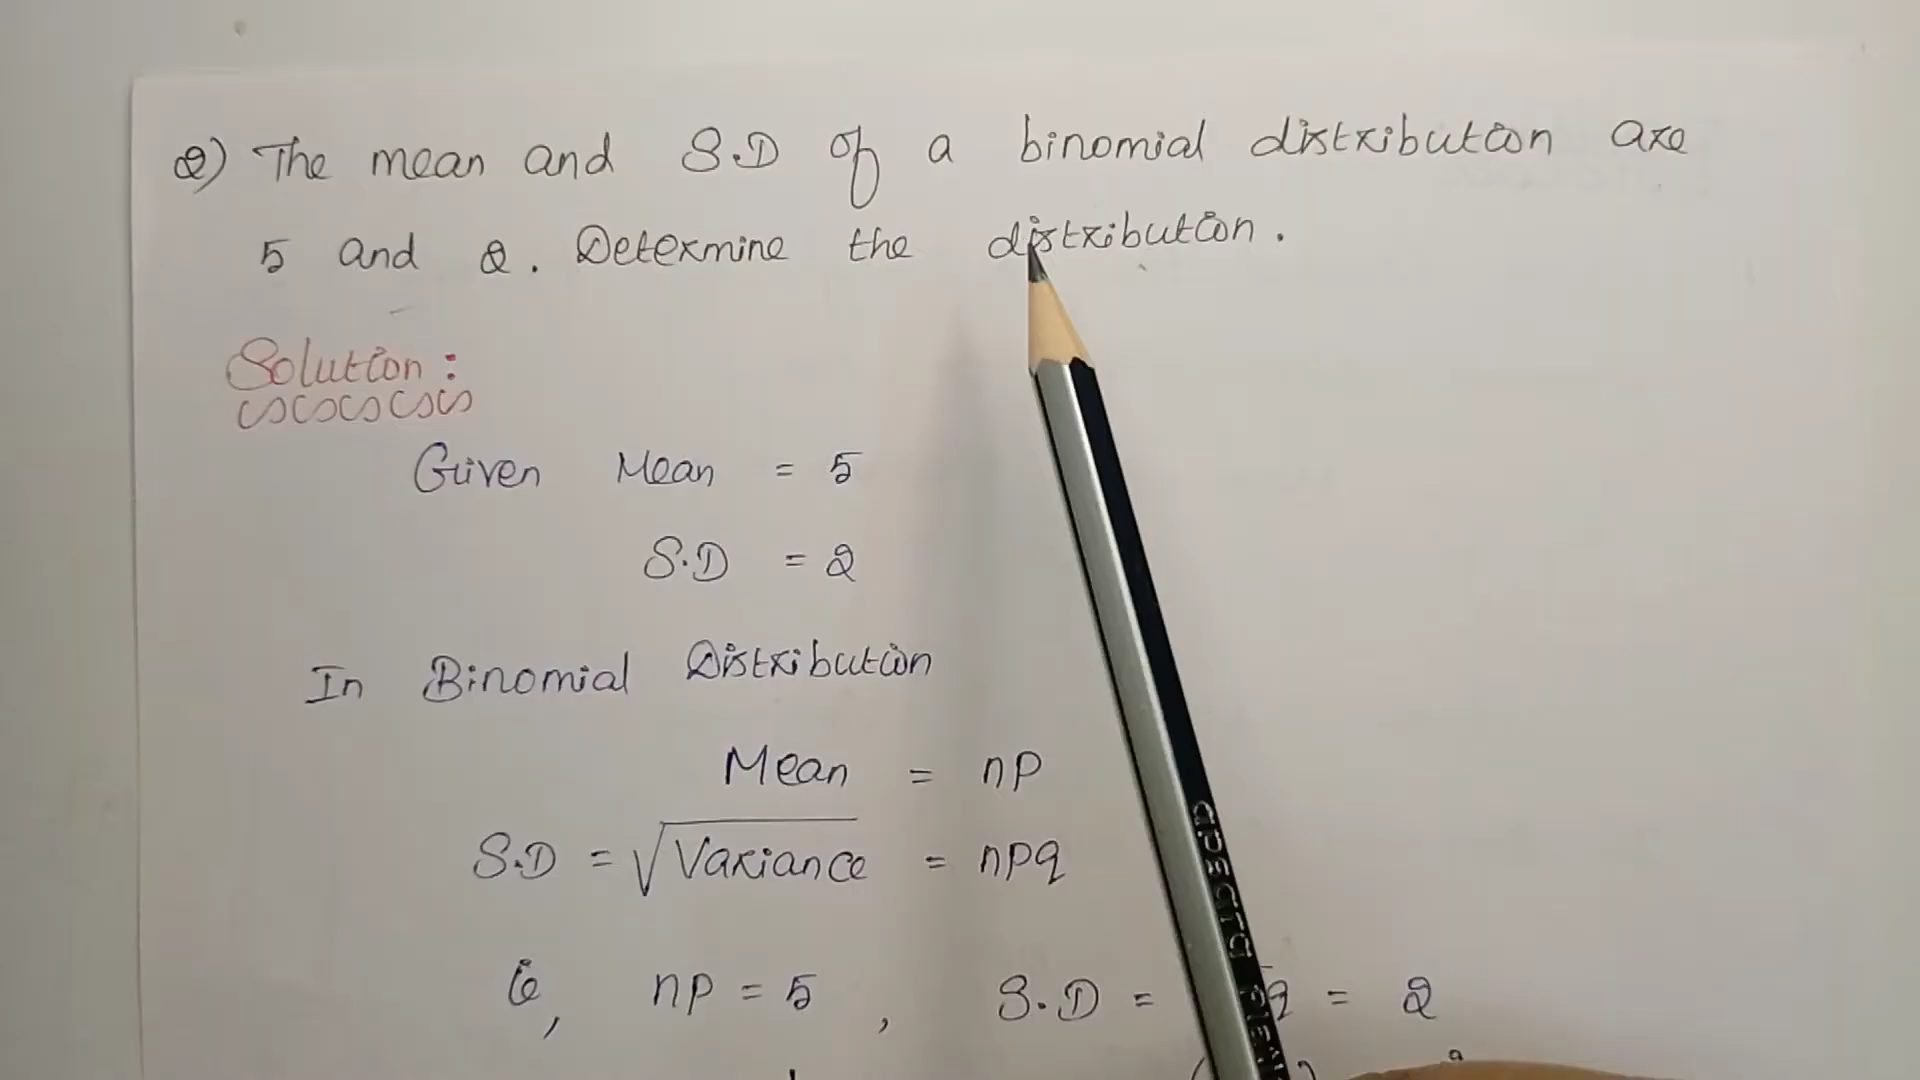 Q) The mean and S.D of a binomial distribution are
5 and 2. Determine the distribution.
Solution :
Given Mean = 5
S.D = 2
In Binomial Distribution
Mean = np
S.D = √Variance = npq
ie, np = 5 , S.D = q = 2